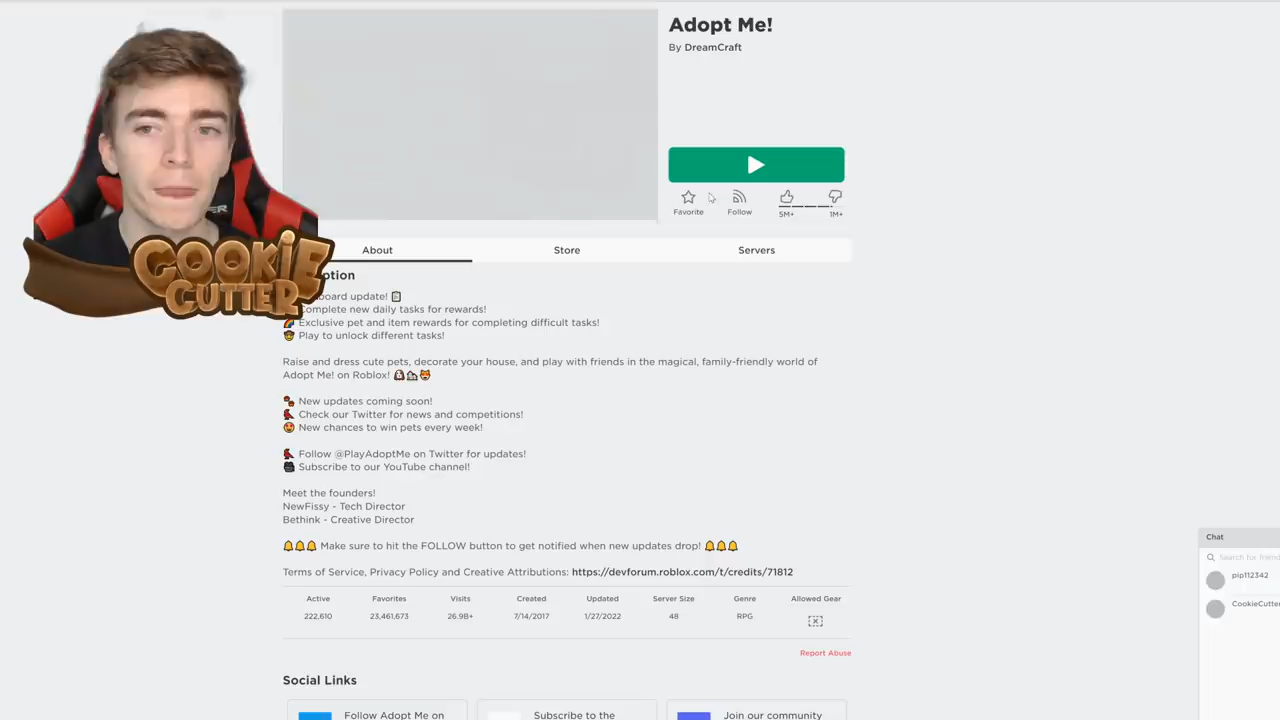 Adopt Me!
By DreamCraft
Favorite
Follow
5M+
1M+
COOKIE
CUTTER
About
Store
Servers
board update! 📋
Complete new daily tasks for rewards!
🌈 Exclusive pet and item rewards for completing difficult tasks!
🤠 Play to unlock different tasks!
Raise and dress cute pets, decorate your house, and play with friends in the magical, family-friendly world of
Adopt Me! on Roblox! 🐶🏡🦊
New updates coming soon!
Check our Twitter for news and competitions!
New chances to win pets every week!
Follow @PlayAdoptMe on Twitter for updates!
Subscribe to our YouTube channel!
Meet the founders!
NewFissy - Tech Director
Bethink - Creative Director
🔔🔔🔔 Make sure to hit the FOLLOW button to get notified when new updates drop! 🔔🔔🔔
Terms of Service, Privacy Policy and Creative Attributions: https://devforum.roblox.com/t/credits/71812
Active Favorites Visits Created Updated Server Size Genre Allowed Gear
222,610 23,461,673 26.9B+ 7/14/2017 1/27/2022 48 RPG
Report Abuse
Social Links
Follow Adopt Me on
Subscribe to the
Join our community
Chat
Search for friend
pip112342
CookieCutter